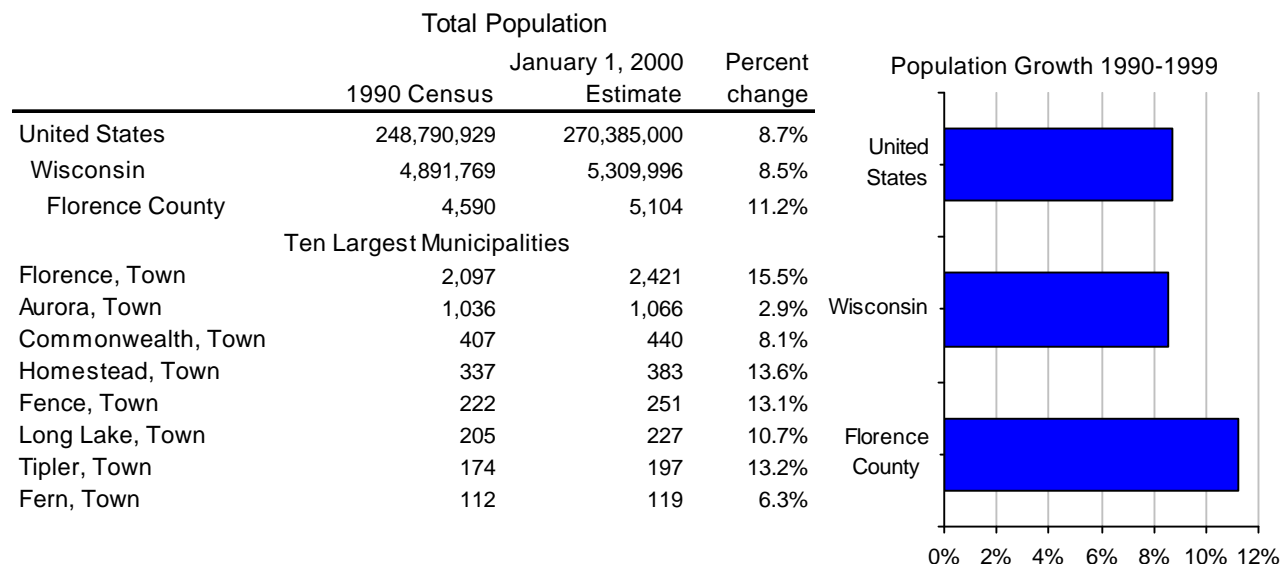 Total Population
January 1, 2000 Percent
1990 Census Estimate change
United States 248,790,929 270,385,000 8.7%
Wisconsin 4,891,769 5,309,996 8.5%
Florence County 4,590 5,104 11.2%
Ten Largest Municipalities
Florence, Town 2,097 2,421 15.5%
Aurora, Town 1,036 1,066 2.9%
Commonwealth, Town 407 440 8.1%
Homestead, Town 337 383 13.6%
Fence, Town 222 251 13.1%
Long Lake, Town 205 227 10.7%
Tipler, Town 174 197 13.2%
Fern, Town 112 119 6.3%
Population Growth 1990-1999
United
States
Wisconsin
Florence
County
0% 2% 4% 6% 8% 10% 12%